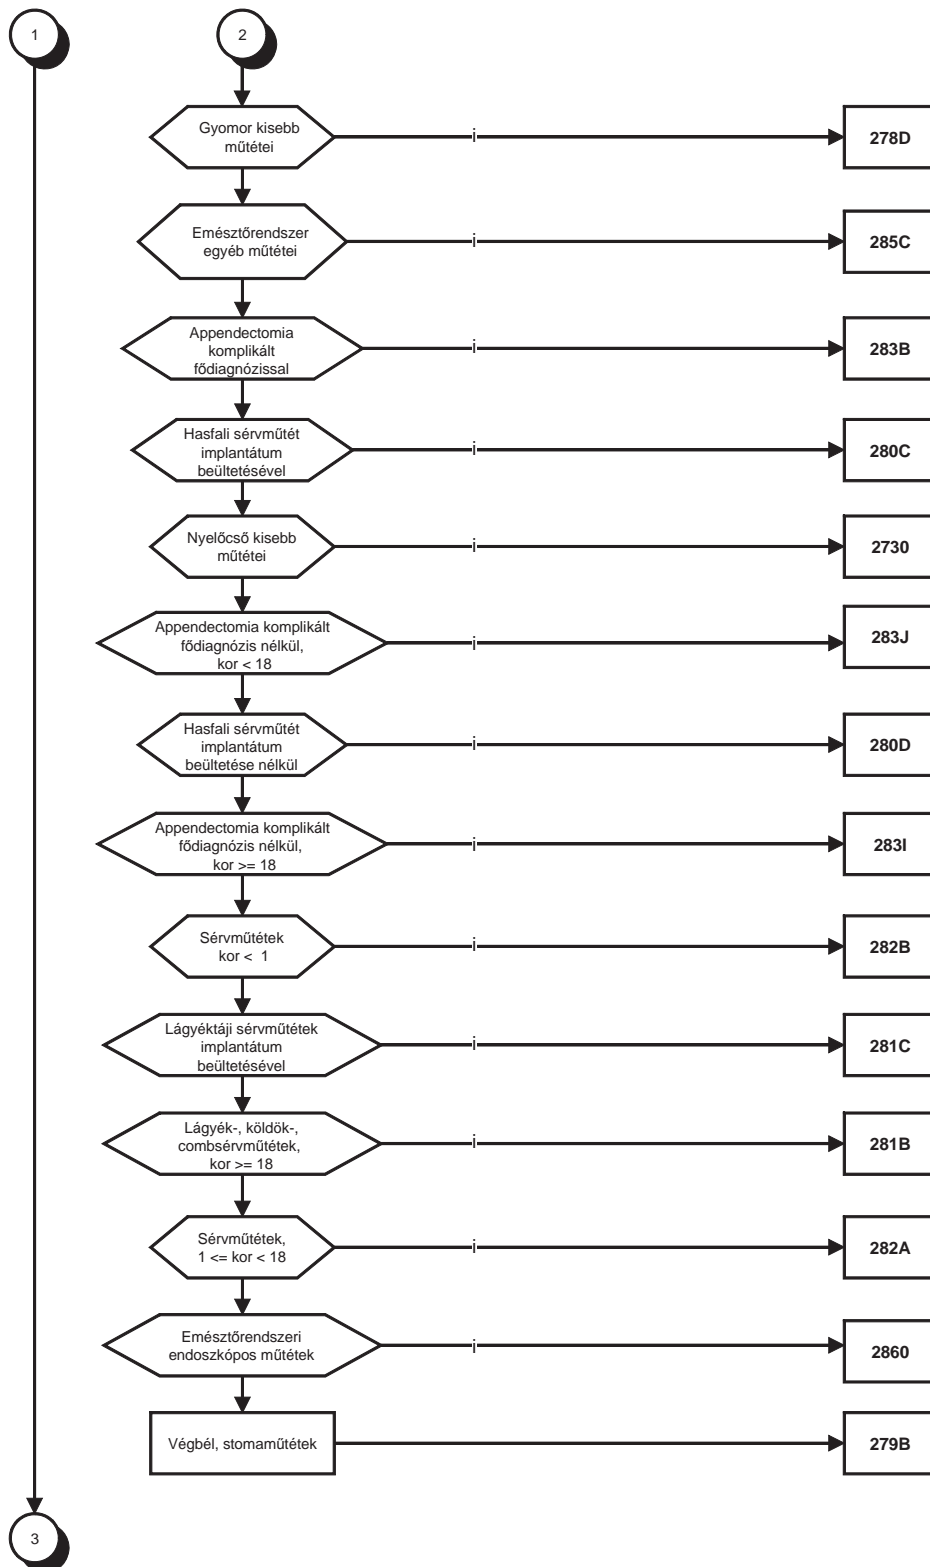 1
2
Gyomor kisebb
műtétei
i
278D
Emésztőrendszer
egyéb műtétei
i
285C
Appendectomia
komplikált
fődiagnózissal
i
283B
Hasfali sérvműtét
implantátum
beültetésével
i
280C
Nyelőcső kisebb
műtétei
i
2730
Appendectomia komplikált
fődiagnózis nélkül,
kor < 18
i
283J
Hasfali sérvműtét
implantátum
beültetése nélkül
i
280D
Appendectomia komplikált
fődiagnózis nélkül,
kor >= 18
i
283I
Sérvműtétek
kor < 1
i
282B
Lágyéktáji sérvműtétek
implantátum
beültetésével
i
281C
Lágyék-, köldök-,
combsérvműtétek,
kor >= 18
i
281B
Sérvműtétek,
1 <= kor < 18
i
282A
Emésztőrendszeri
endoszkópos műtétek
i
2860
Végbél, stomaműtétek
279B
3